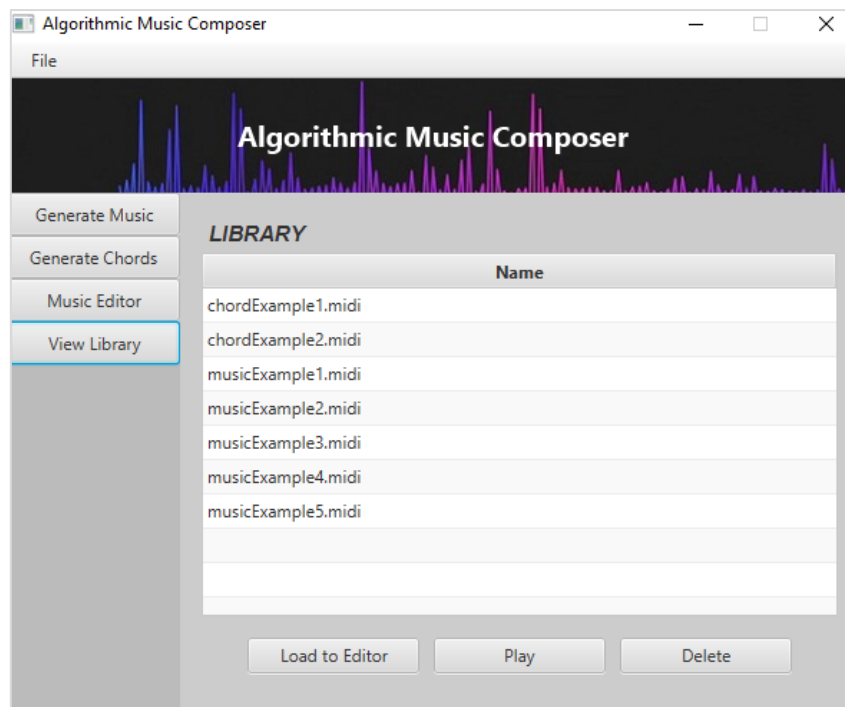 Algorithmic Music Composer
File
Algorithmic Music Composer
Generate Music
Generate Chords
Music Editor
View Library
LIBRARY
Name
chordExample1.midi
chordExample2.midi
musicExample1.midi
musicExample2.midi
musicExample3.midi
musicExample4.midi
musicExample5.midi
Load to Editor
Play
Delete